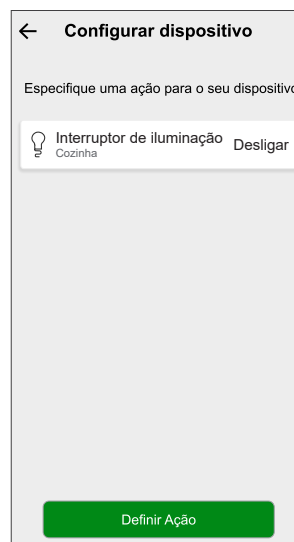 Configurar dispositivo
Especifique uma ação para o seu dispositivo
Interruptor de iluminação Desligar
Cozinha
Definir Ação